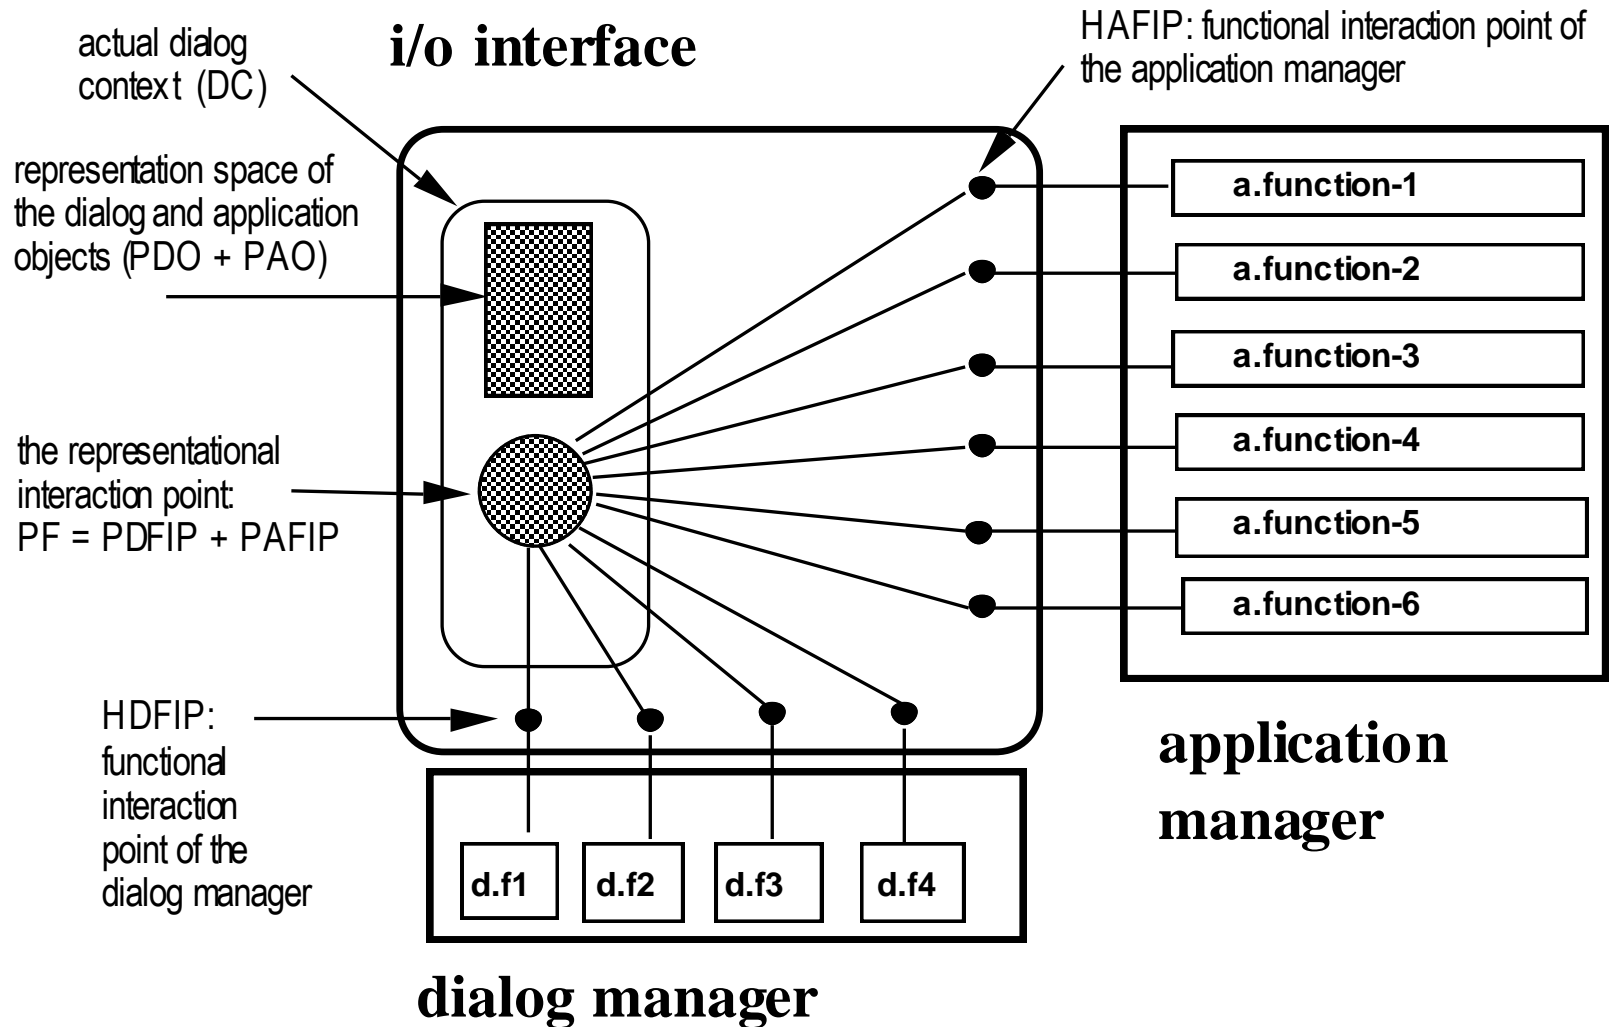 actual dialog
context (DC)
i/o interface
HAFIP: functional interaction point of
the application manager
representation space of
the dialog and application
objects (PDO + PAO)
a.function-1
a.function-2
a.function-3
a.function-4
a.function-5
a.function-6
the representational
interaction point:
PF = PDFIP + PAFIP
HDFIP:
functional
interaction
point of the
dialog manager
application
manager
d.f1
d.f2
d.f3
d.f4
dialog manager